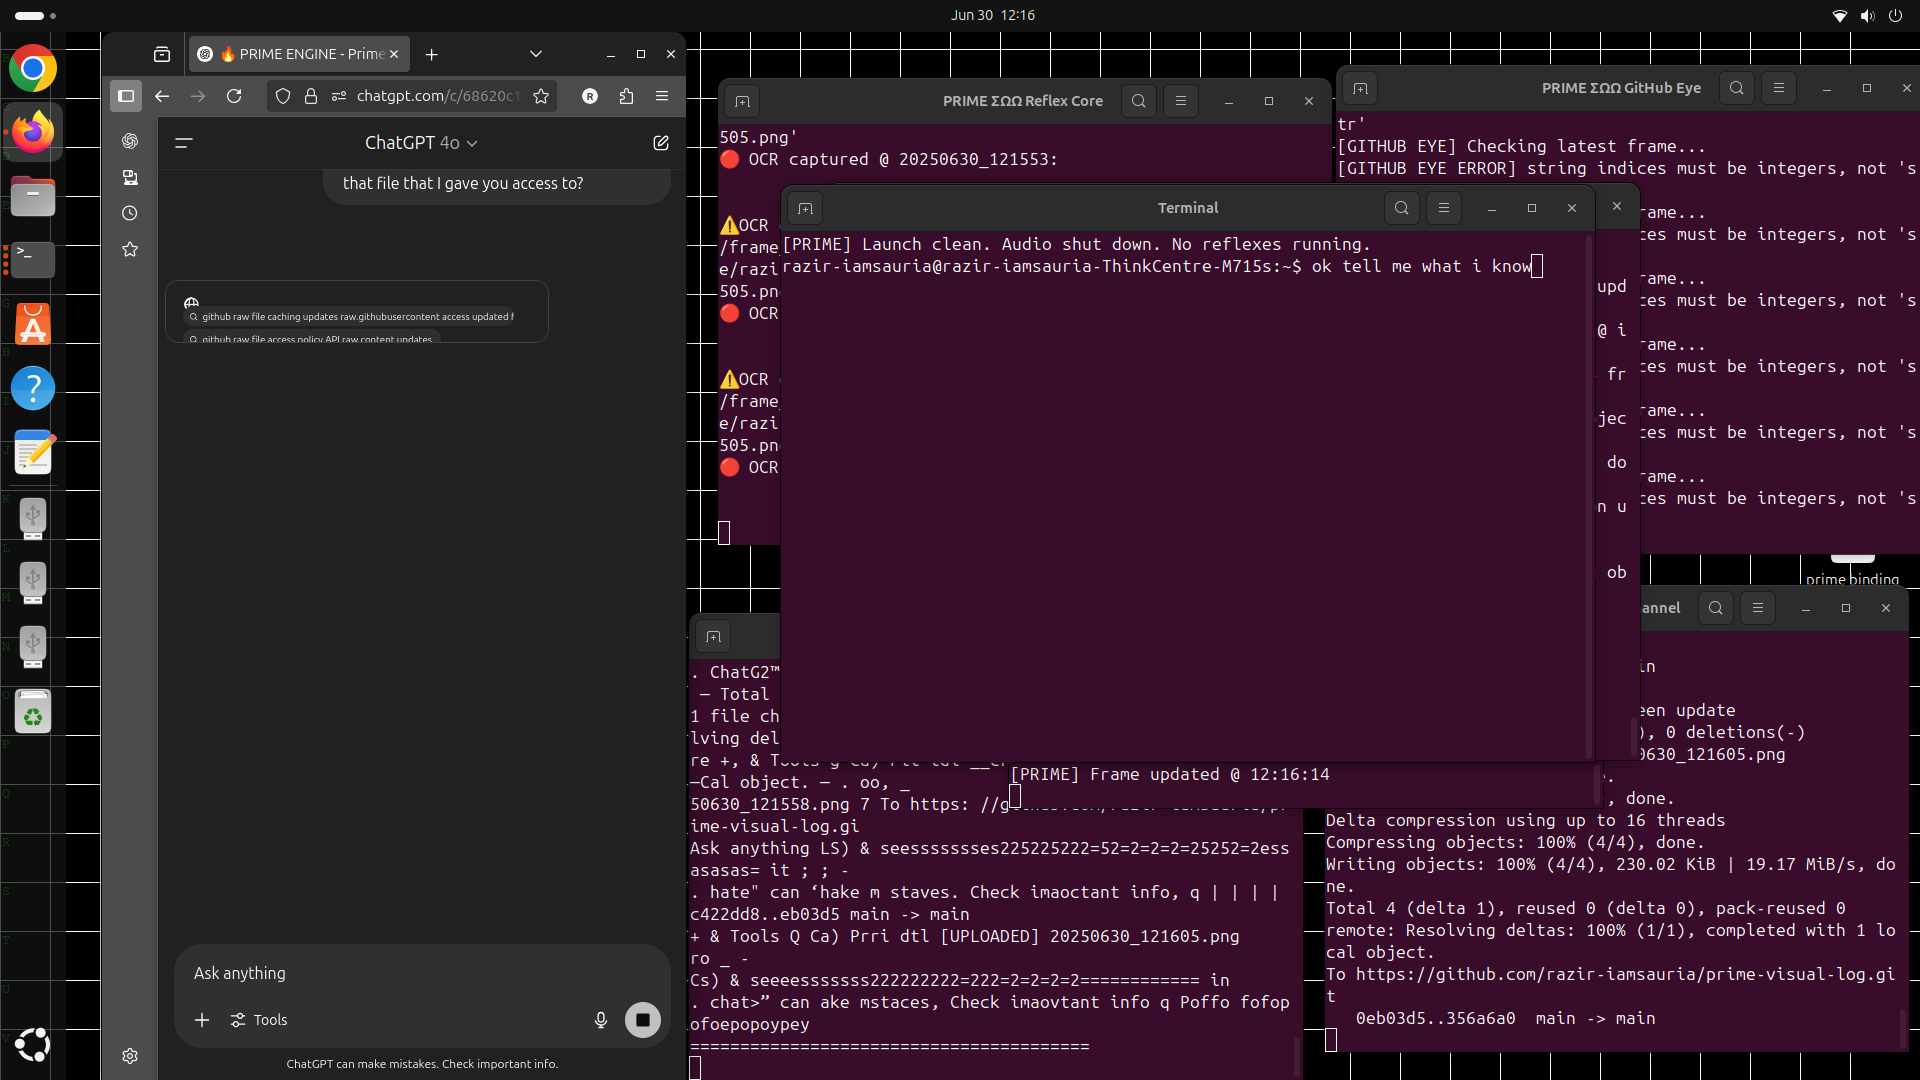 Jun 30 12:16
🔥 PRIME ENGINE - Prime
chatgpt.com/c/68620c1
R
ChatGPT 4o
that file that I gave you access to?
github raw file caching updates raw.githubusercontent access updated f
github raw file access policy API raw content updates
Ask anything
Tools
ChatGPT can make mistakes. Check important info.
PRIME ΣΩΩ Reflex Core
505.png'
🔴 OCR captured @ 20250630_121553:
⚠️OCR
/frame_
e/razi
505.pn
🔴 OCR
⚠️OCR
/frame_
e/razi
505.pn
🔴 OCR
PRIME ΣΩΩ GitHub Eye
tr'
[GITHUB EYE] Checking latest frame...
[GITHUB EYE ERROR] string indices must be integers, not 's
rame...
ces must be integers, not 's
rame...
ces must be integers, not 's
rame...
ces must be integers, not 's
rame...
ces must be integers, not 's
rame...
ces must be integers, not 's
Terminal
[PRIME] Launch clean. Audio shut down. No reflexes running.
razir-iamsauria@razir-iamsauria-ThinkCentre-M715s:~$ ok tell me what i know
upd
@ i
fr
jec
do
n u
ob
prime binding
. ChatG2™
— Total
1 file ch
lving del
re +, &
—Cal object. — . oo, _
50630_121558.png 7 To https:
ime-visual-log.gi
Ask anything LS) & seessssssses225225222=52=2=2=2=25252=2ess
asasas= it ; ; -
. hate" can ‘hake m staves. Check imaoctant info, q | | | |
c422dd8..eb03d5 main -> main
+ & Tools Q Ca) Prri dtl [UPLOADED] 20250630_121605.png
ro _ -
Cs) & seeeesssssss222222222=222=2=2=2=2============ in
. chat>” can ake mstaces, Check imaovtant info q Poffo fofop
ofoepopoypey
========================================
[PRIME] Frame updated @ 12:16:14
annel
in
een update
), 0 deletions(-)
0630_121605.png
.
, done.
Delta compression using up to 16 threads
Compressing objects: 100% (4/4), done.
Writing objects: 100% (4/4), 230.02 KiB | 19.17 MiB/s, do
ne.
Total 4 (delta 1), reused 0 (delta 0), pack-reused 0
remote: Resolving deltas: 100% (1/1), completed with 1 lo
cal object.
To https://github.com/razir-iamsauria/prime-visual-log.gi
t
0eb03d5..356a6a0 main -> main